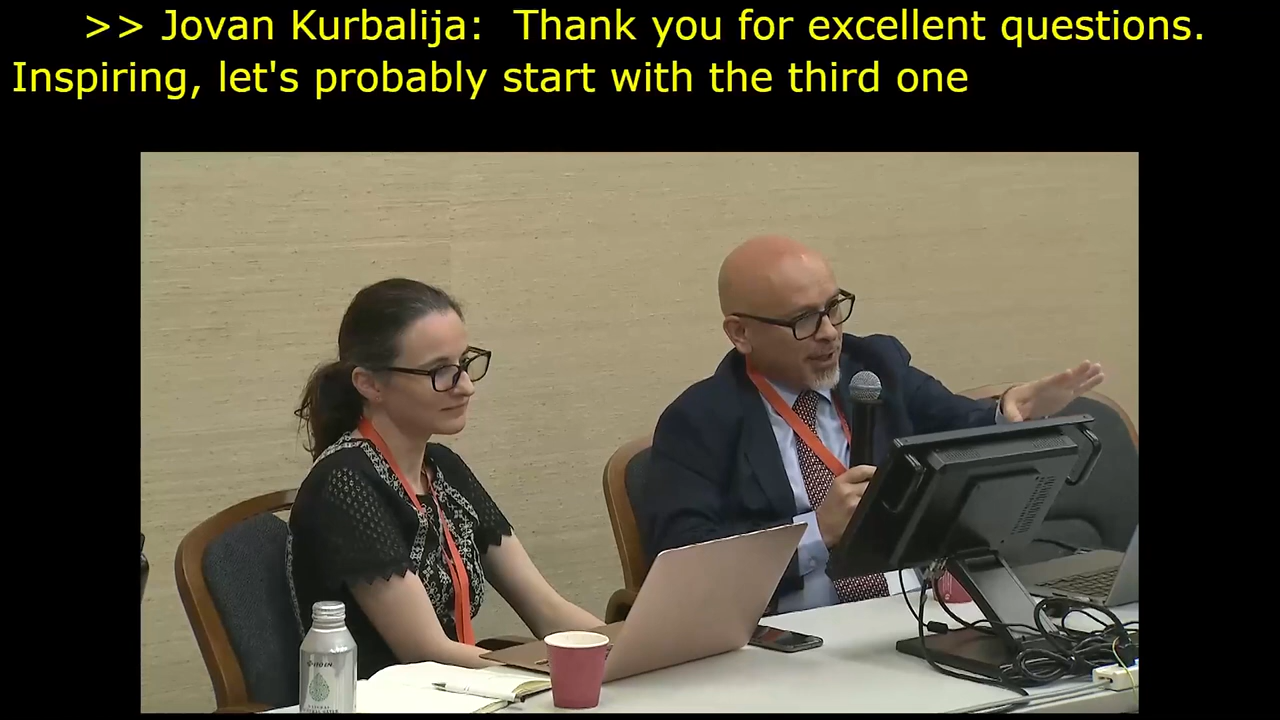 >> Jovan Kurbalija:  Thank you for excellent questions.
Inspiring, let's probably start with the third one